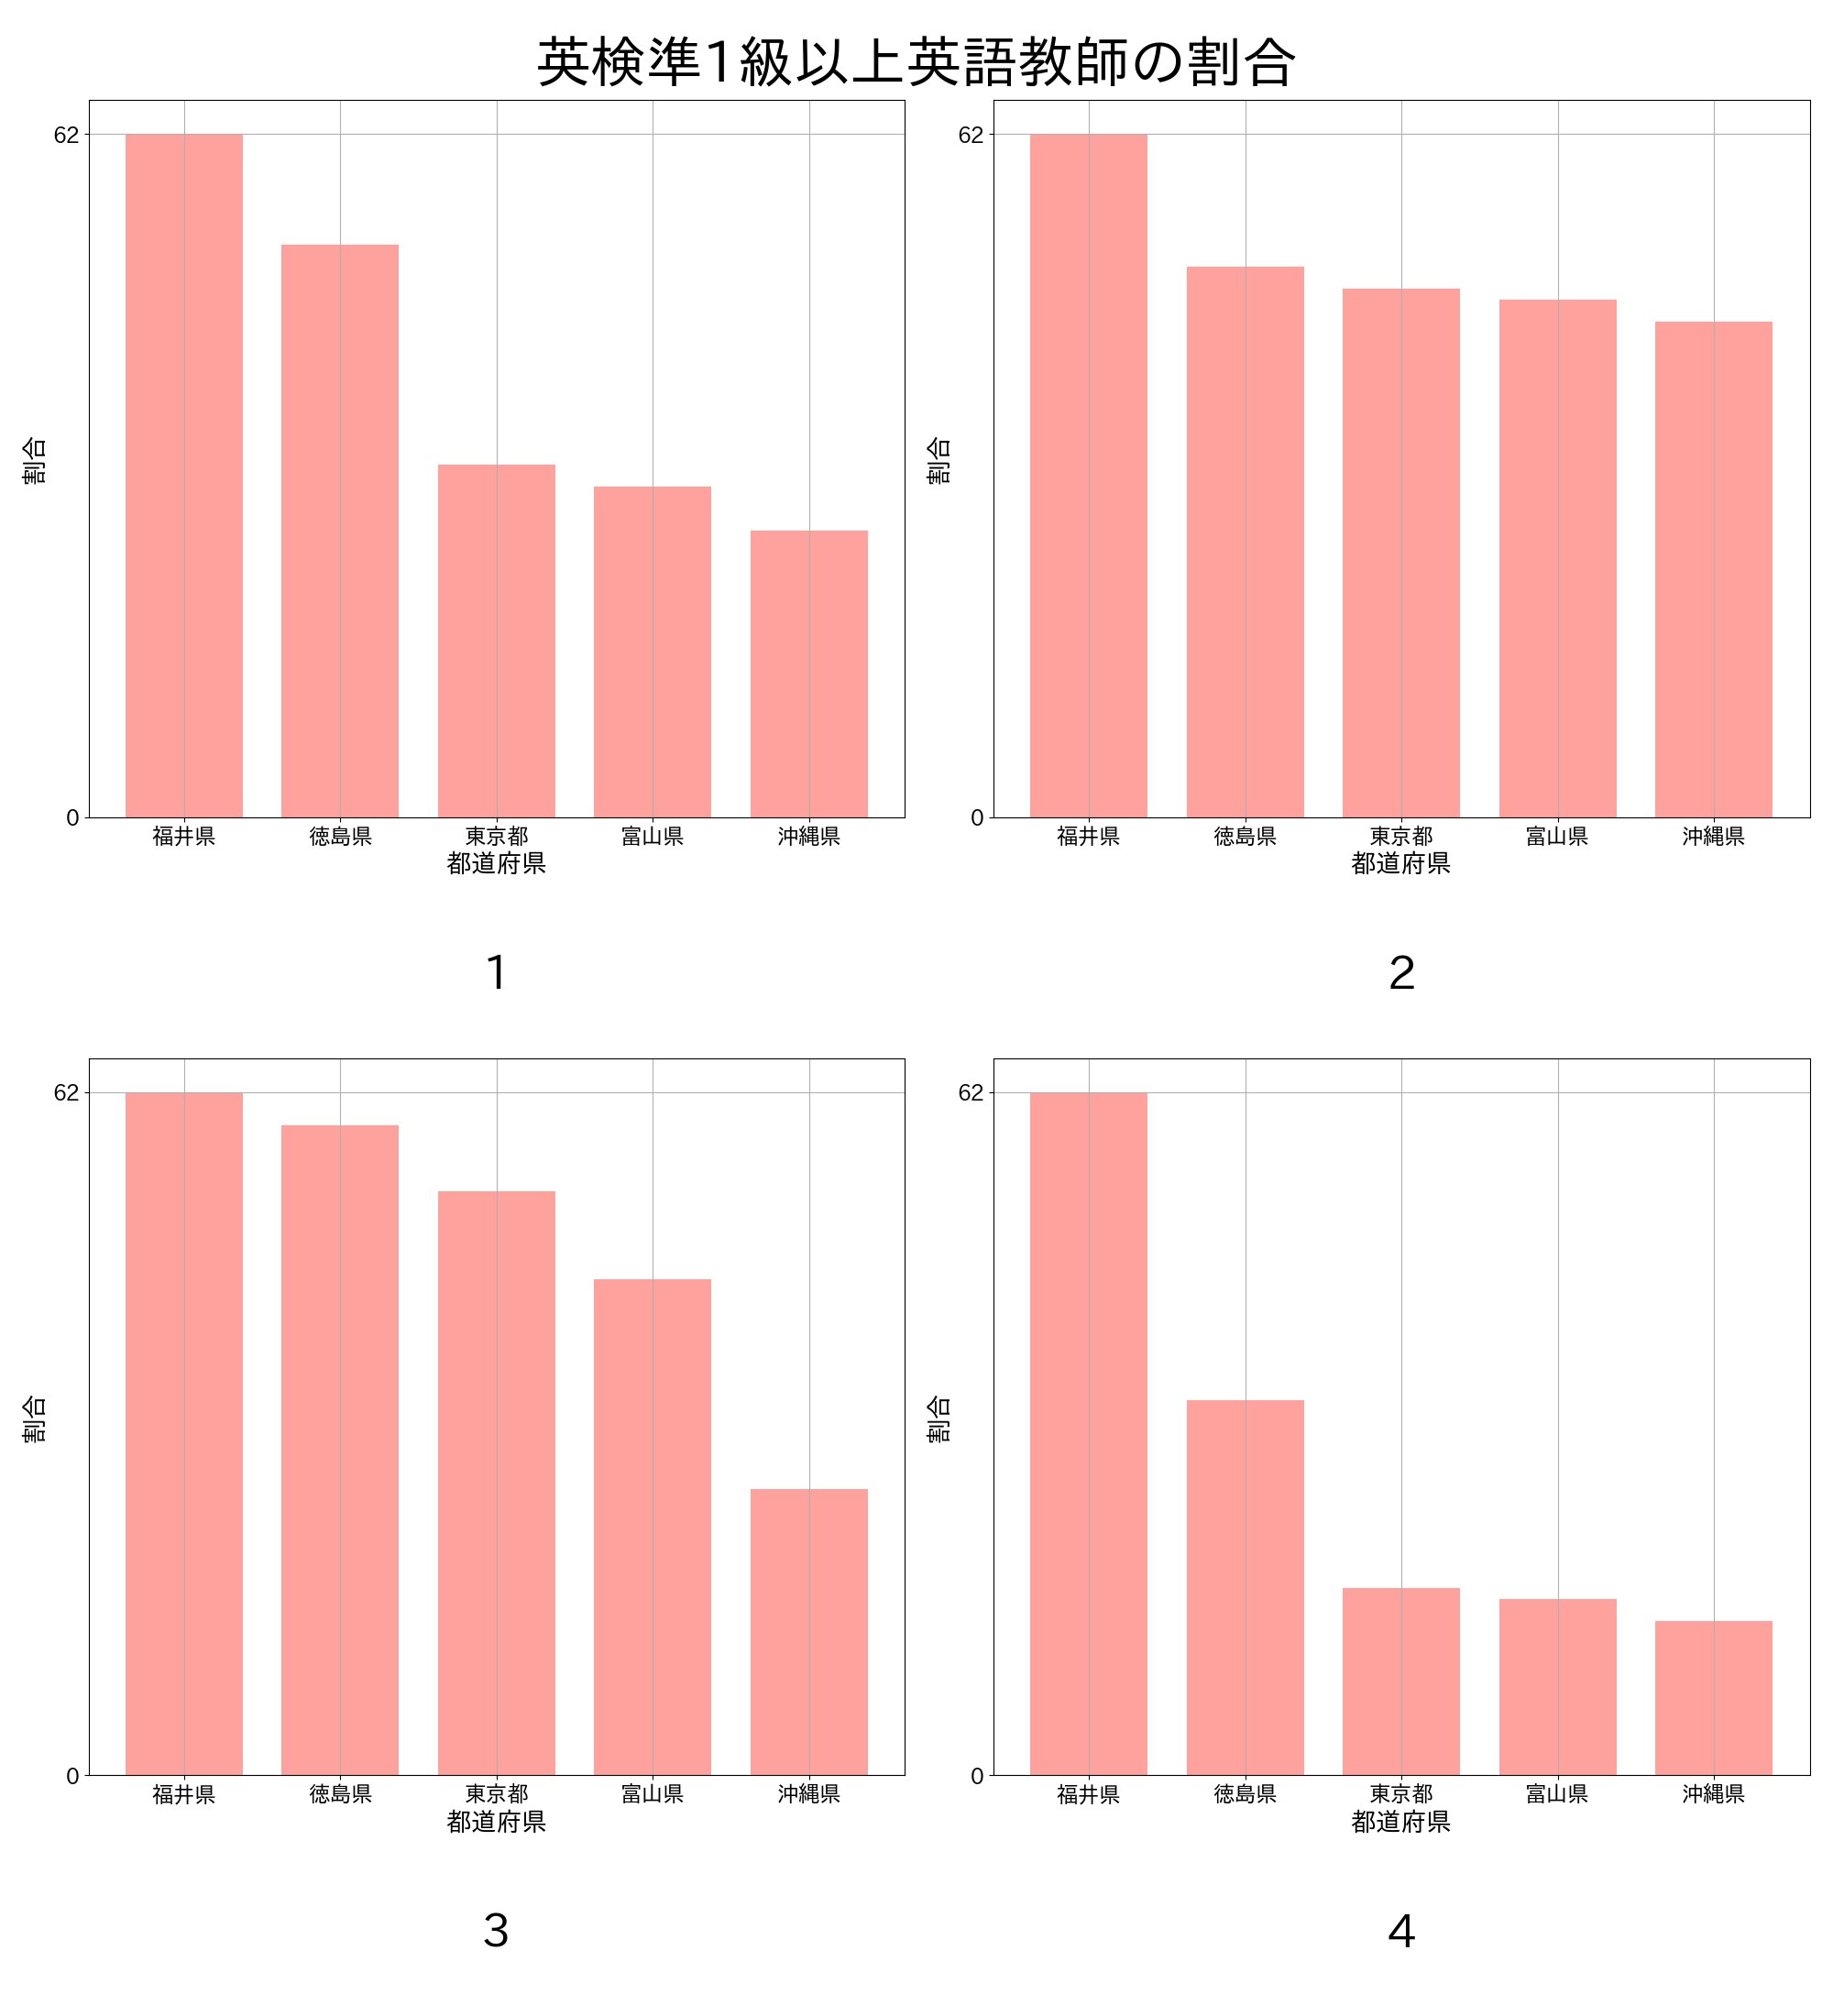 英検準1級以上英語教師の割合
62
0
割合
福井県 徳島県 東京都 富山県 沖縄県
都道府県
1
62
0
割合
福井県 徳島県 東京都 富山県 沖縄県
都道府県
2
62
0
割合
福井県 徳島県 東京都 富山県 沖縄県
都道府県
3
62
0
割合
福井県 徳島県 東京都 富山県 沖縄県
都道府県
4